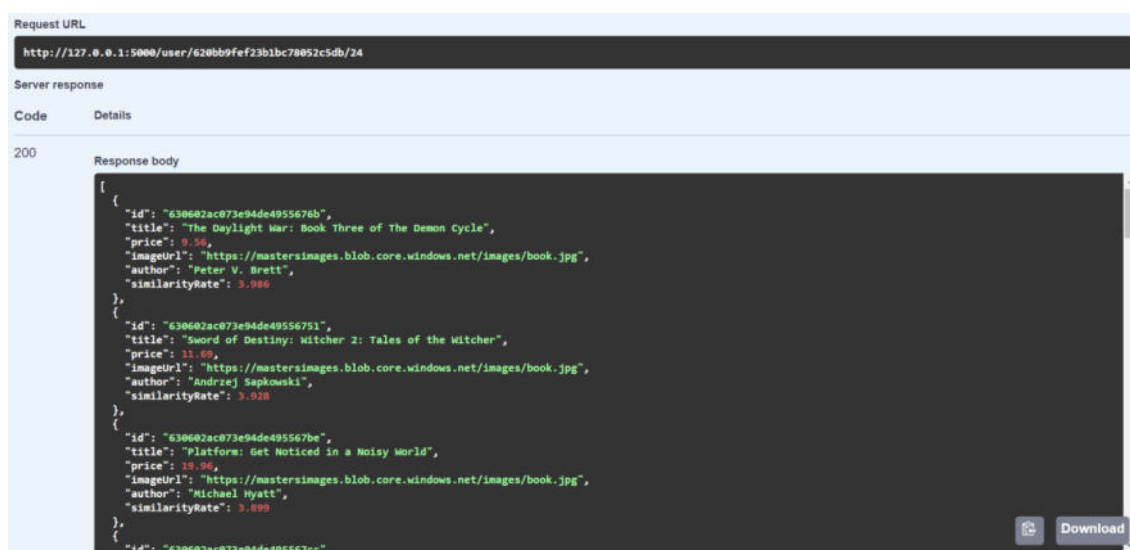 Request URL
http://127.0.0.1:5000/user/620bb9fef23b1bc78052c5db/24
Server response
Code Details
200
Response body
[
{
"id": "630602ac073e94de4955676b",
"title": "The Daylight War: Book Three of The Demon Cycle",
"price": 9.56,
"imageUrl": "https://mastersimages.blob.core.windows.net/images/book.jpg",
"author": "Peter V. Brett",
"similarityRate": 3.986
},
{
"id": "630602ac073e94de49556751",
"title": "Sword of Destiny: Witcher 2: Tales of the Witcher",
"price": 11.69,
"imageUrl": "https://mastersimages.blob.core.windows.net/images/book.jpg",
"author": "Andrzej Sapkowski",
"similarityRate": 3.928
},
{
"id": "630602ac073e94de495567be",
"title": "Platform: Get Noticed in a Noisy World",
"price": 19.96,
"imageUrl": "https://mastersimages.blob.core.windows.net/images/book.jpg",
"author": "Michael Hyatt",
"similarityRate": 3.899
},
{
"id": "630602ac073e94de495567cc"
Download